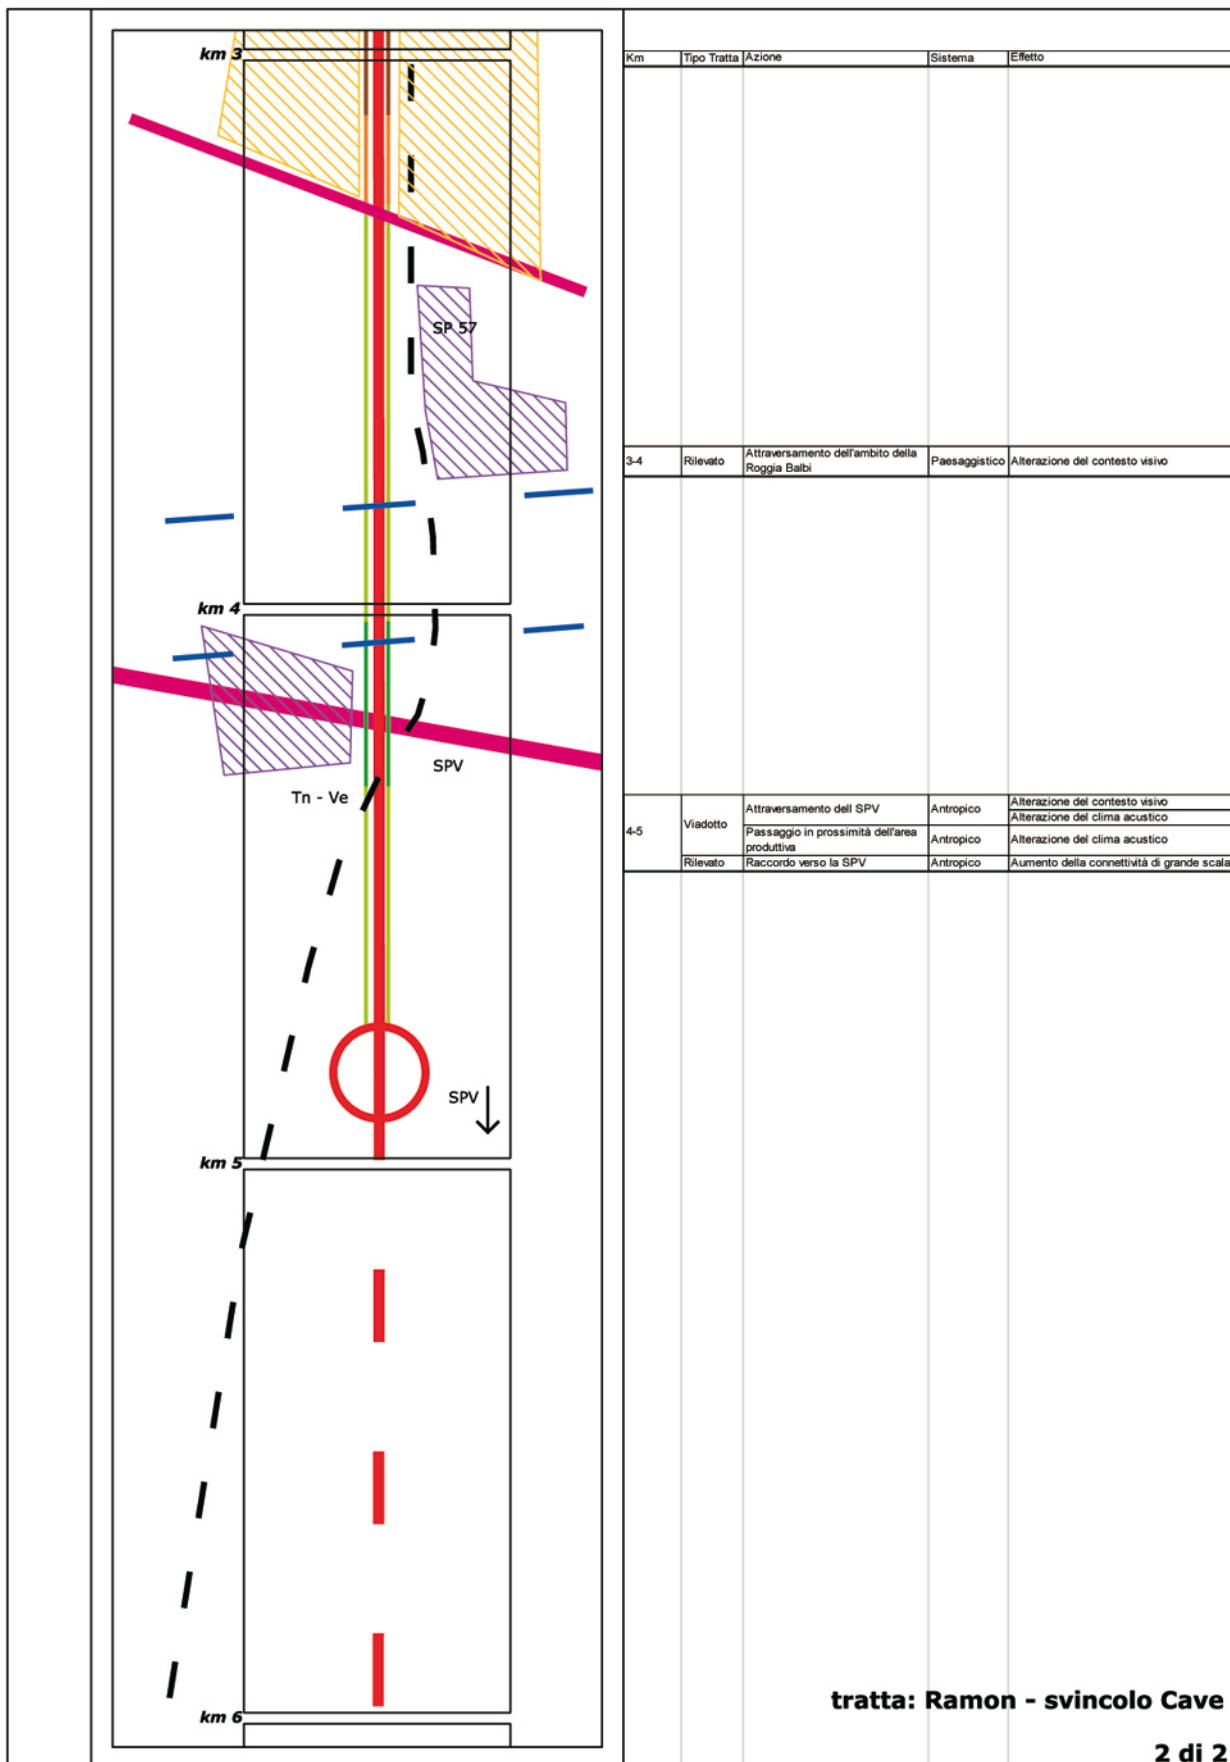 km 3
SP 57
km 4
SPV
Tn - Ve
SPV
km 5
km 6
Km Tipo Tratta Azione Sistema Effetto
3-4 Rilevato Attraversamento dell'ambito della Roggia Balbi Paesaggistico Alterazione del contesto visivo
4-5 Viadotto Attraversamento dell SPV Antropico Alterazione del contesto visivo
Alterazione del clima acustico
Passaggio in prossimità dell'area produttiva Antropico Alterazione del clima acustico
Rilevato Raccordo verso la SPV Antropico Aumento della connettività di grande scala
tratta: Ramon - svincolo Cave
2 di 2